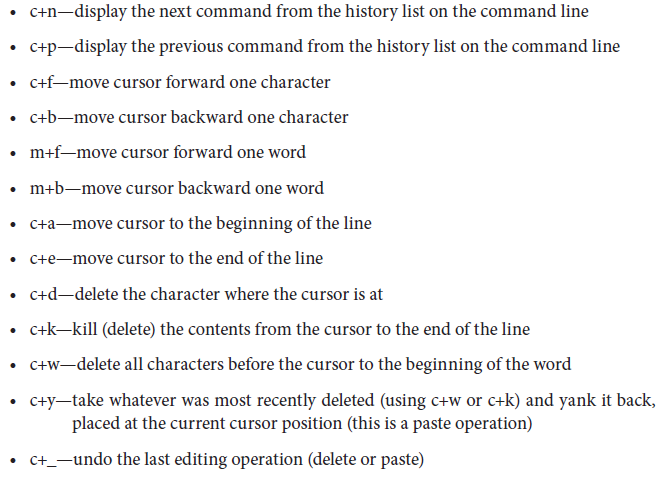 • c+n—display the next command from the history list on the command line
• c+p—display the previous command from the history list on the command line
• c+f—move cursor forward one character
• c+b—move cursor backward one character
• m+f—move cursor forward one word
• m+b—move cursor backward one word
• c+a—move cursor to the beginning of the line
• c+e—move cursor to the end of the line
• c+d—delete the character where the cursor is at
• c+k—kill (delete) the contents from the cursor to the end of the line
• c+w—delete all characters before the cursor to the beginning of the word
• c+y—take whatever was most recently deleted (using c+w or c+k) and yank it back,
placed at the current cursor position (this is a paste operation)
• c+_—undo the last editing operation (delete or paste)